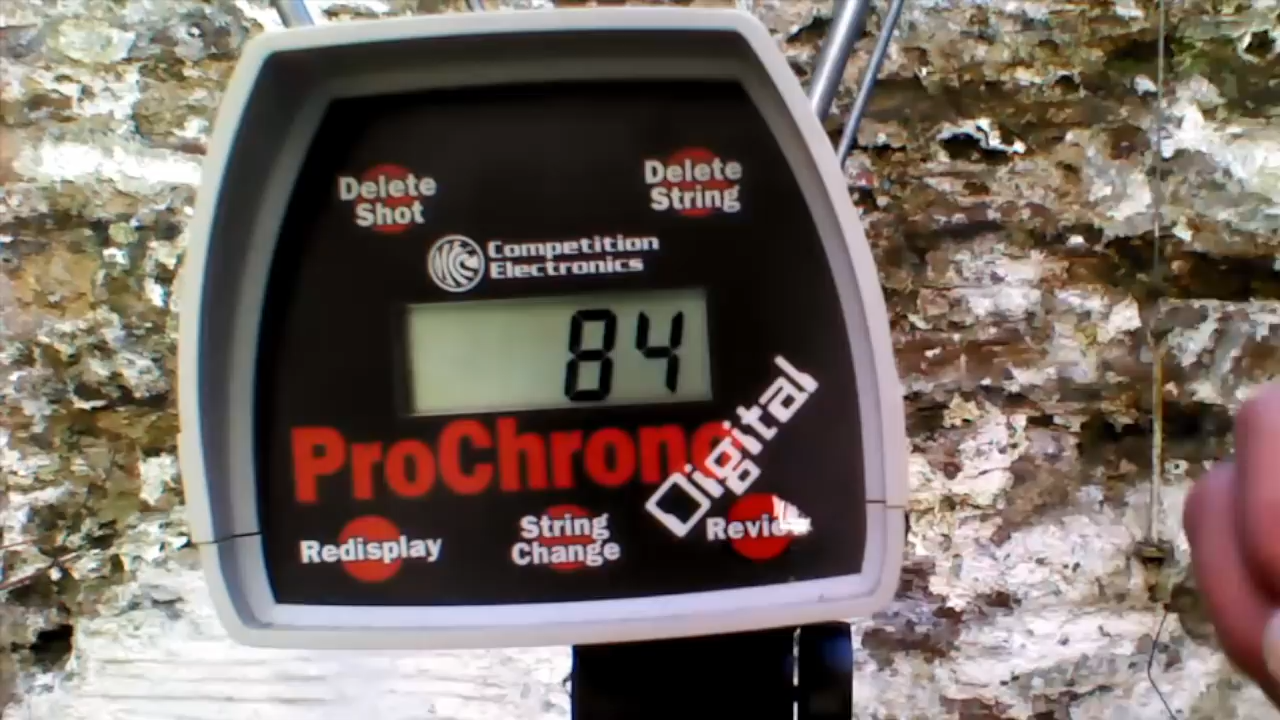 Delete
Shot
Delete
String
Competition
Electronics
84
ProChrono
Digital
Redisplay
String
Change
Review